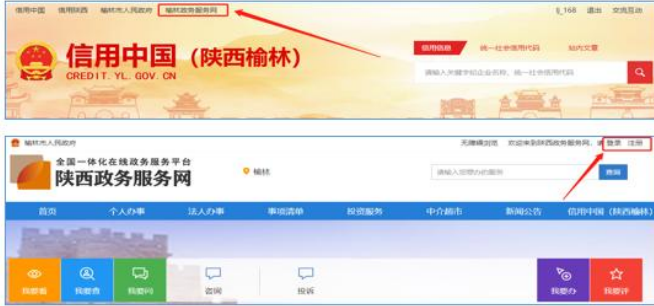 信用中国 信用陕西 榆林市人民政府 榆林政务服务网 lj_168 退出 交流互动
信用中国（陕西榆林）
CREDIT. YL. GOV. CN
信用信息 统一社会信用代码 站内文章
请输入关键字如企业名称、统一社会信用代码
榆林市人民政府 无障碍浏览 欢迎来到陕西政务服务网，请 登录 注册
全国一体化在线政务服务平台
陕西政务服务网
榆林
请输入您想办的服务 查询
首页 个人办事 法人办事 事项清单 投资服务 中介超市 新闻公告 信用中国（陕西榆林）
我要看 我要查 我要问 咨询 投诉 我要办 我要评